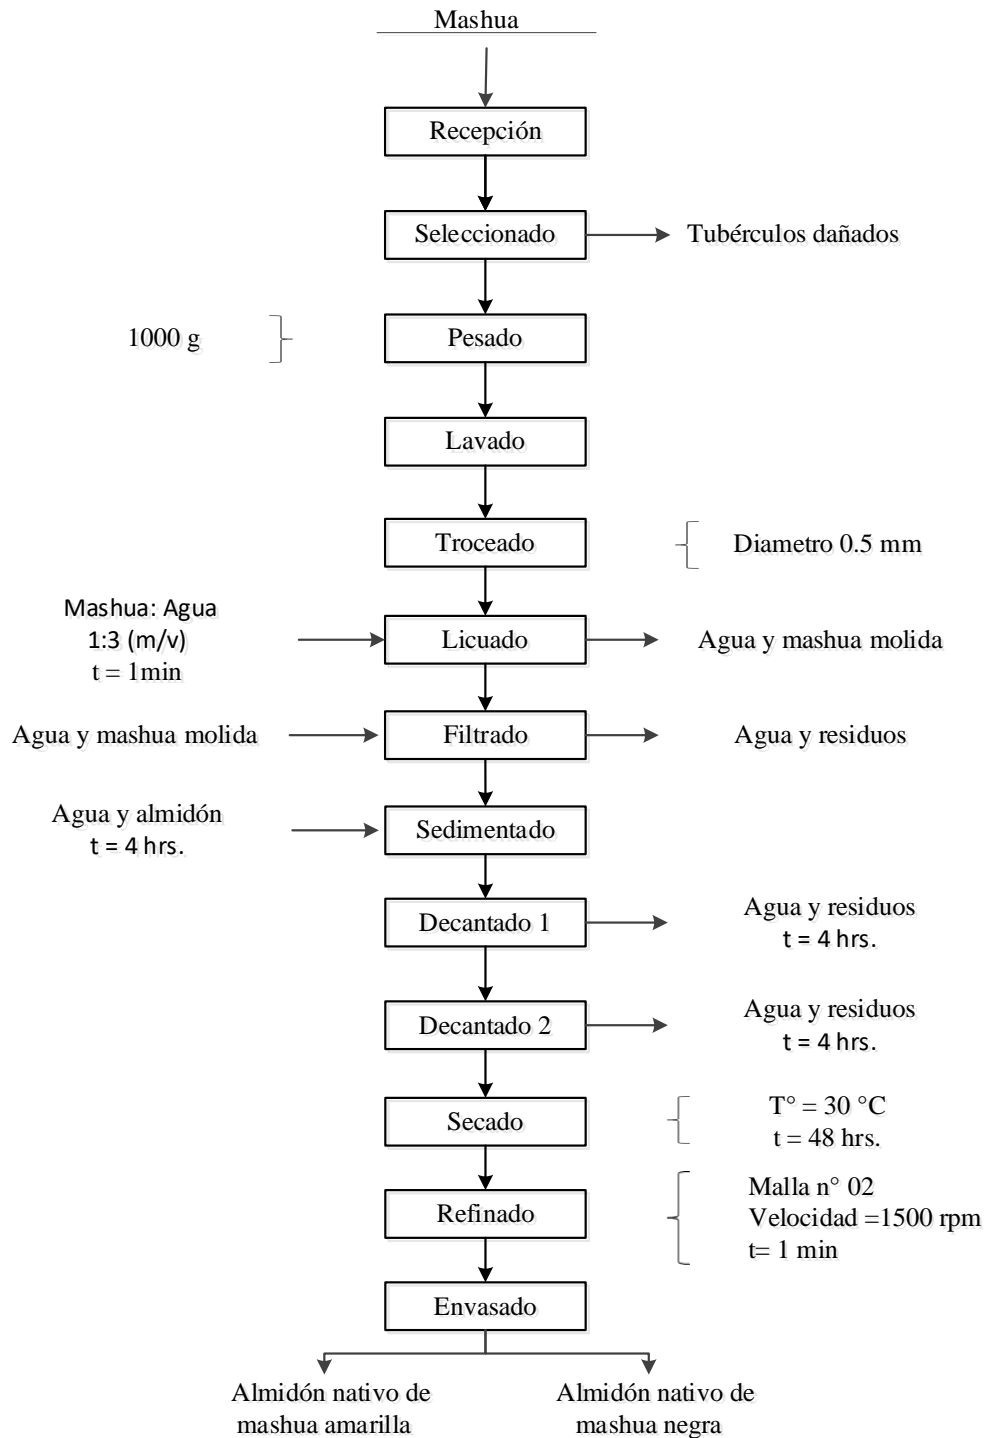 Mashua
Recepción
Seleccionado
Tubérculos dañados
1000 g
Pesado
Lavado
Troceado
Diametro 0.5 mm
Mashua: Agua
1:3 (m/v)
t = 1min
Licuado
Agua y mashua molida
Agua y mashua molida
Filtrado
Agua y residuos
Agua y almidón
t = 4 hrs.
Sedimentado
Decantado 1
Agua y residuos
t = 4 hrs.
Decantado 2
Agua y residuos
t = 4 hrs.
Secado
T° = 30 °C
t = 48 hrs.
Refinado
Malla n° 02
Velocidad =1500 rpm
t= 1 min
Envasado
Almidón nativo de
mashua amarilla
Almidón nativo de
mashua negra